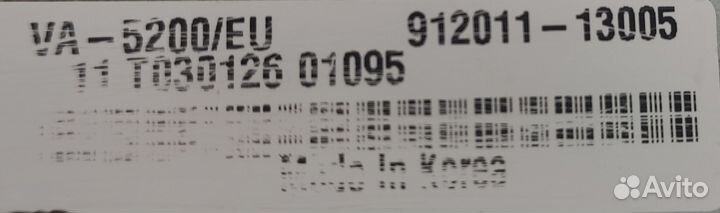 VA-5200/EU 912011-13005
11 T030126 01095
Made In Korea
Avito